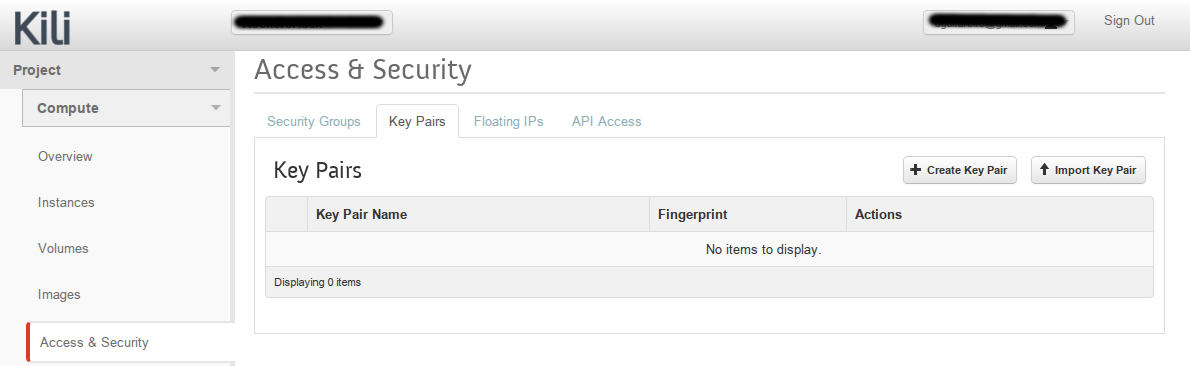 Kili
Sign Out
Project
Compute
Overview
Instances
Volumes
Images
Access & Security
Access & Security
Security Groups Key Pairs Floating IPs API Access
Key Pairs
Create Key Pair Import Key Pair
Key Pair Name Fingerprint Actions
No items to display.
Displaying 0 items